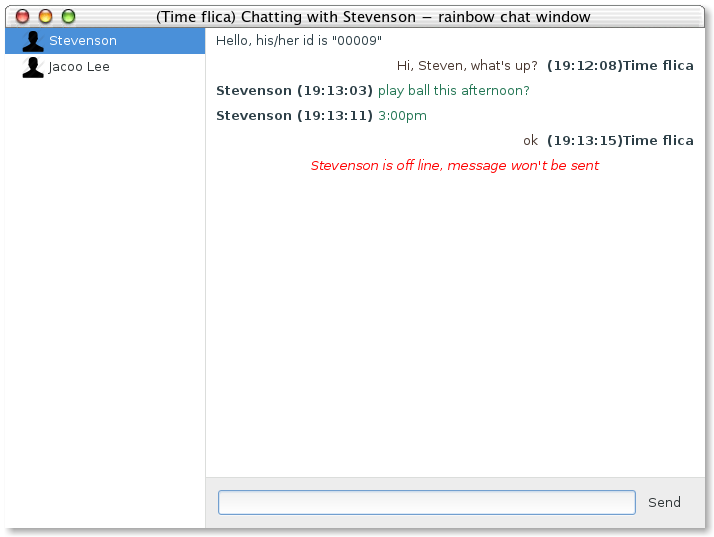 (Time flica) Chatting with Stevenson − rainbow chat window
Stevenson
Jacoo Lee
Hello, his/her id is "00009"
Hi, Steven, what's up? (19:12:08)Time flica
Stevenson (19:13:03) play ball this afternoon?
Stevenson (19:13:11) 3:00pm
ok (19:13:15)Time flica
Stevenson is off line, message won't be sent
Send